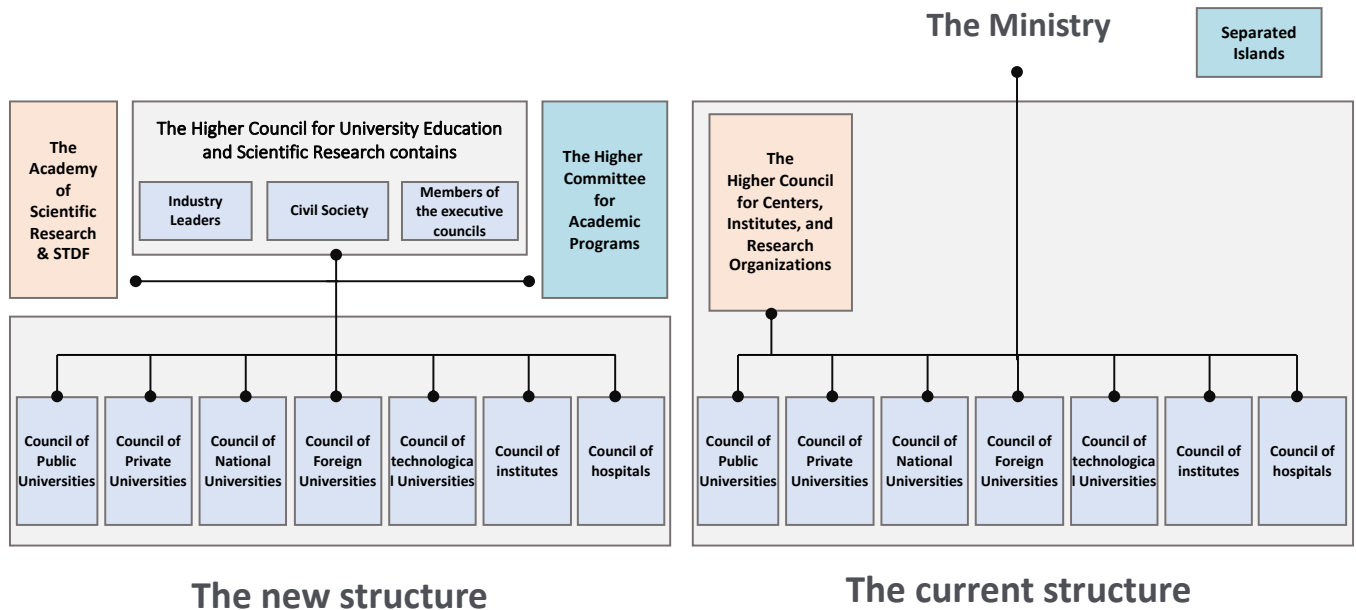 The Ministry
Separated
Islands
The
Academy
of
Scientific
Research
& STDF
The Higher Council for University Education
and Scientific Research contains
Industry
Leaders
Civil Society
Members of
the executive
councils
The Higher
Committee
for
Academic
Programs
The
Higher Council
for Centers,
Institutes, and
Research
Organizations
Council of
Public
Universities
Council of
Private
Universities
Council of
National
Universities
Council of
Foreign
Universities
Council of
technologica
l Universities
Council of
institutes
Council of
hospitals
Council of
Public
Universities
Council of
Private
Universities
Council of
National
Universities
Council of
Foreign
Universities
Council of
technologica
l Universities
Council of
institutes
Council of
hospitals
The new structure
The current structure